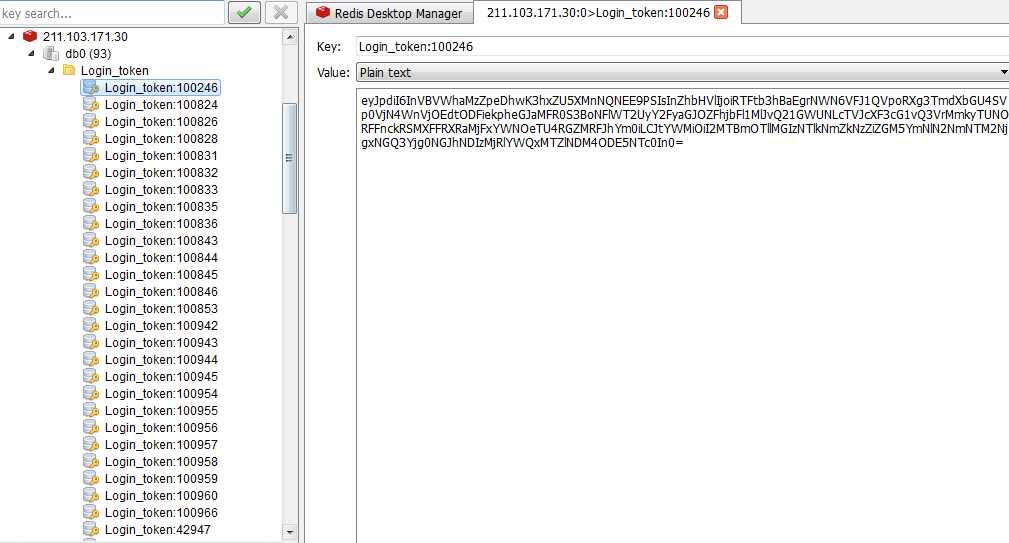 key search...
Redis Desktop Manager
211.103.171.30:0>Login_token:100246
211.103.171.30
db0 (93)
Login_token
Login_token:100246
Login_token:100824
Login_token:100826
Login_token:100828
Login_token:100831
Login_token:100832
Login_token:100833
Login_token:100835
Login_token:100836
Login_token:100843
Login_token:100844
Login_token:100845
Login_token:100846
Login_token:100853
Login_token:100942
Login_token:100943
Login_token:100944
Login_token:100945
Login_token:100954
Login_token:100955
Login_token:100956
Login_token:100957
Login_token:100958
Login_token:100959
Login_token:100960
Login_token:100966
Login_token:42947
Key: Login_token:100246
Value: Plain text